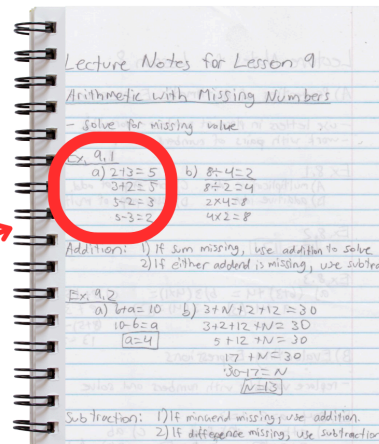 Lecture Notes for Lesson 9
Arithmetic with Missing Numbers
- Solve for missing value
Ex. 9.1
a) 2+3=5 b) 8÷4=2
3+2=5 8÷2=4
5-2=3 2x4=8
5-3=2 4x2=8
Addition: 1) If sum missing, use addition to solve
2) If either addend is missing, use subtra
Ex. 9.2
a) 6+a=10 b) 3+N+2+12=30
10-6=a 3+2+12+N=30
a=4 5+12+N=30
17+N=30
30-17=N
N=13
Subtraction: 1) If minuend missing, use addition.
2) If difference missing, use subtraction